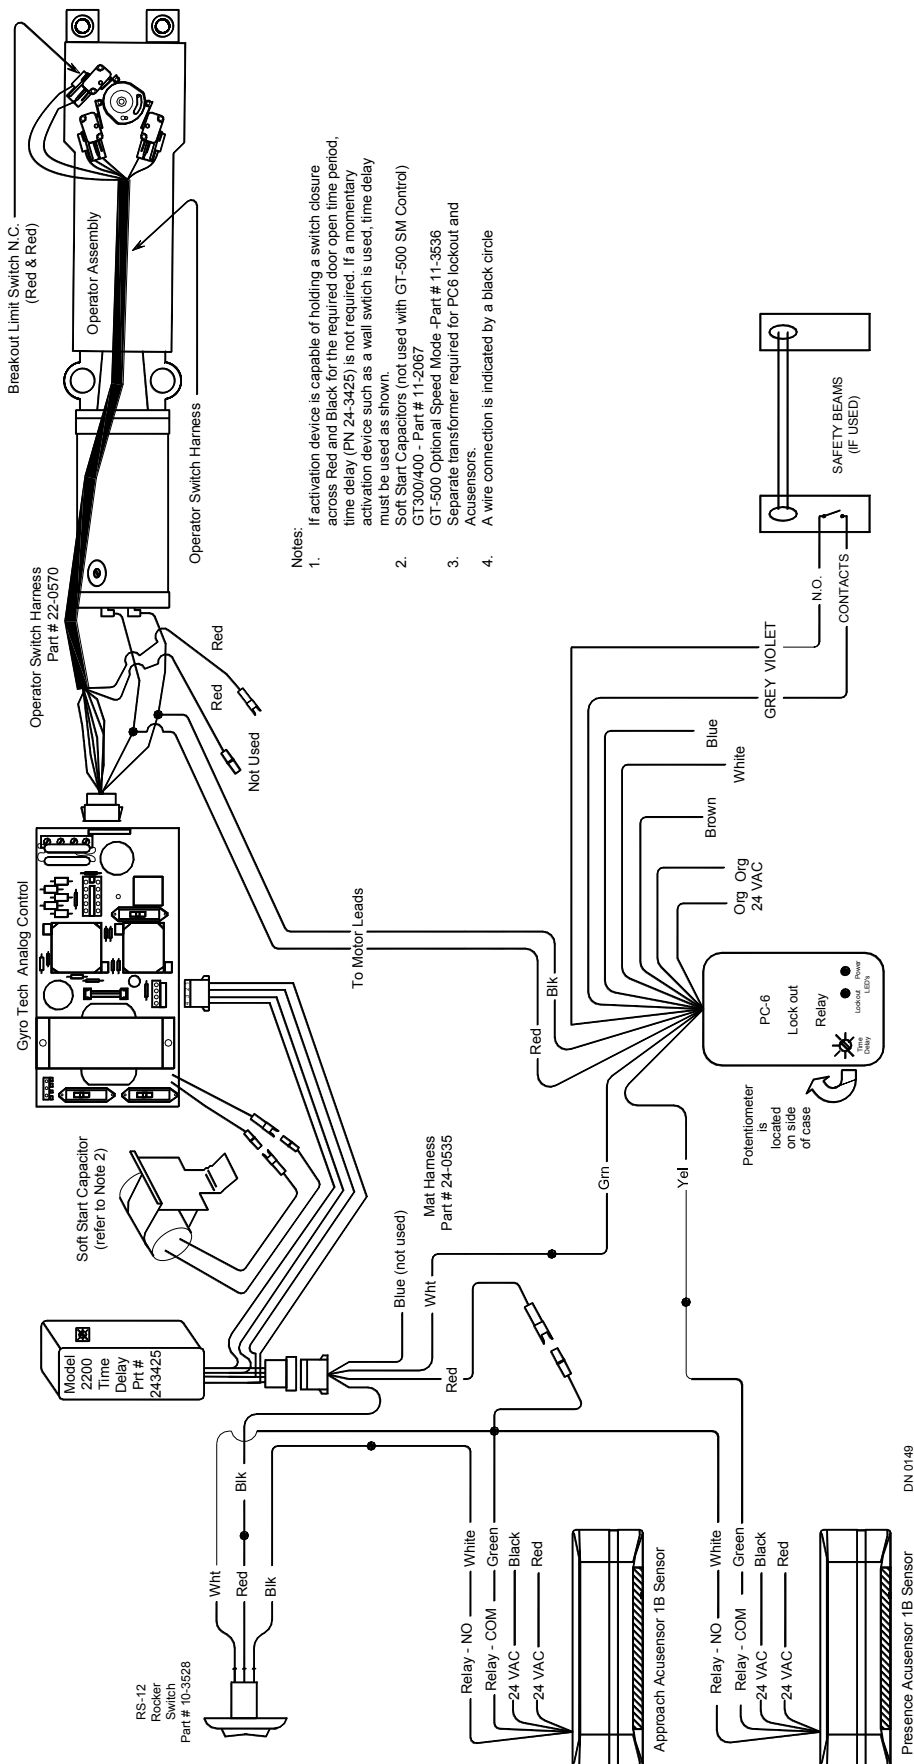 Breakout Limit Switch N.C.
(Red & Red)
Operator Assembly
Operator Switch Harness
Operator Switch Harness
Part # 22-0570
Red
Red
Not Used
Gyro Tech Analog Control
Notes:
1. If activation device is capable of holding a switch closure
across Red and Black for the required door open time period,
time delay (PN 24-3425) is not required. If a momentary
activation device such as a wall swtich is used, time delay
must be used as shown.
2. Soft Start Capacitors (not used with GT-500 SM Control)
GT300/400 - Part # 11-2067
GT-500 Optional Speed Mode -Part # 11-3536
3. Separate transformer required for PC6 lockout and
Acusensors.
4. A wire connection is indicated by a black circle
To Motor Leads
Soft Start Capacitor
(refer to Note 2)
Model
2200
Time
Delay
Prt #
243425
Mat Harness
Part # 24-0535
Blue (not used)
Wht
Red
Red
Blk
Grn
Yel
SAFETY BEAMS
(IF USED)
N.O.
CONTACTS
VIOLET
GREY
Blue
White
Brown
Org
Org
24 VAC
PC-6
Lock out
Relay
Time
Delay
Lockout
Power
LED's
Potentiometer
is
located
on side
of case
RS-12
Rocker
Switch
Part # 10-3528
Wht
Red
Blk
Blk
Relay - NO
White
Relay - COM
Green
24 VAC
Black
24 VAC
Red
Approach Acusensor 1B Sensor
Relay - NO
White
Relay - COM
Green
24 VAC
Black
24 VAC
Red
Presence Acusensor 1B Sensor
DN 0149